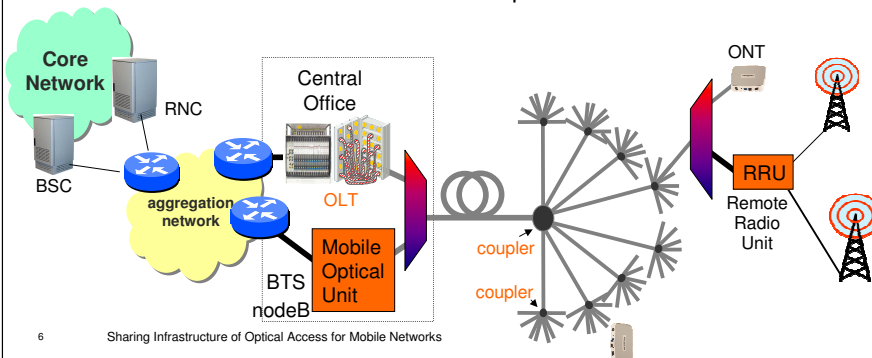 Core
Network
RNC
BSC
aggregation
network
Central
Office
OLT
Mobile
Optical
Unit
BTS
nodeB
coupler
coupler
ONT
RRU
Remote
Radio
Unit
6 Sharing Infrastructure of Optical Access for Mobile Networks